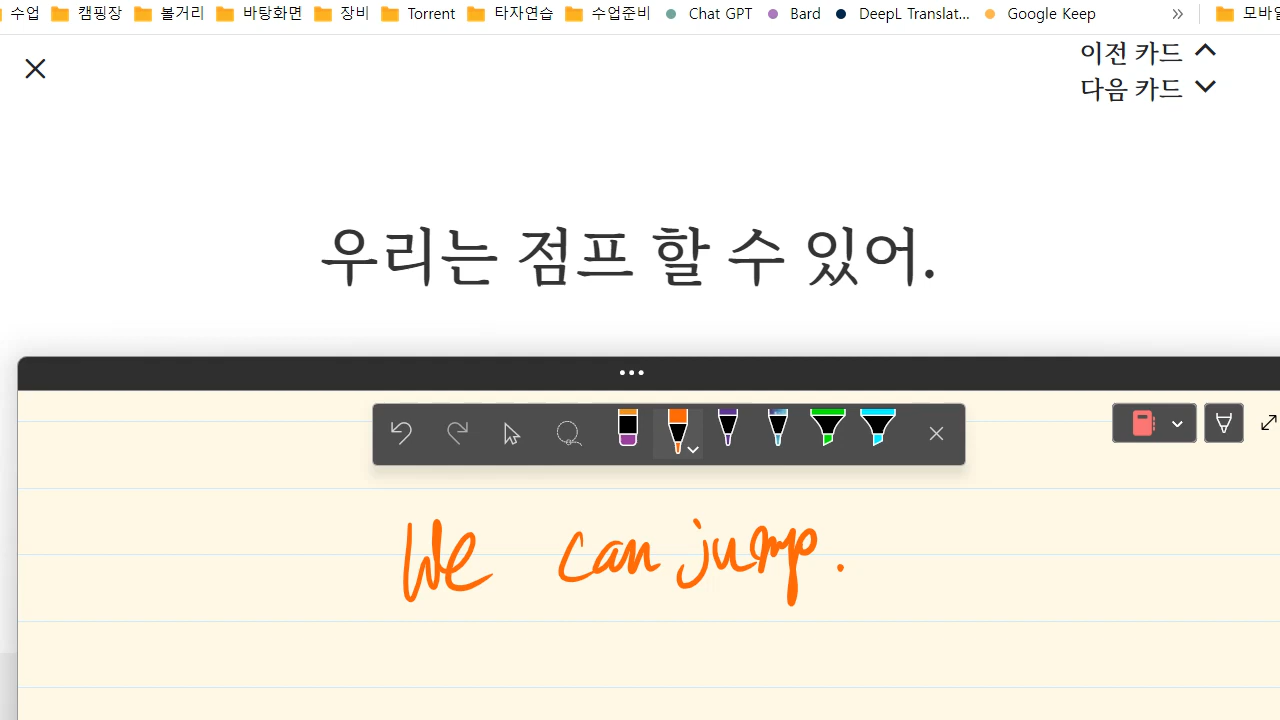 수업 캠핑장 볼거리 바탕화면 장비 Torrent 타자연습 수업준비 Chat GPT Bard DeepL Translat... Google Keep » 모바일
이전 카드
다음 카드
우리는 점프 할 수 있어.
We can jump.